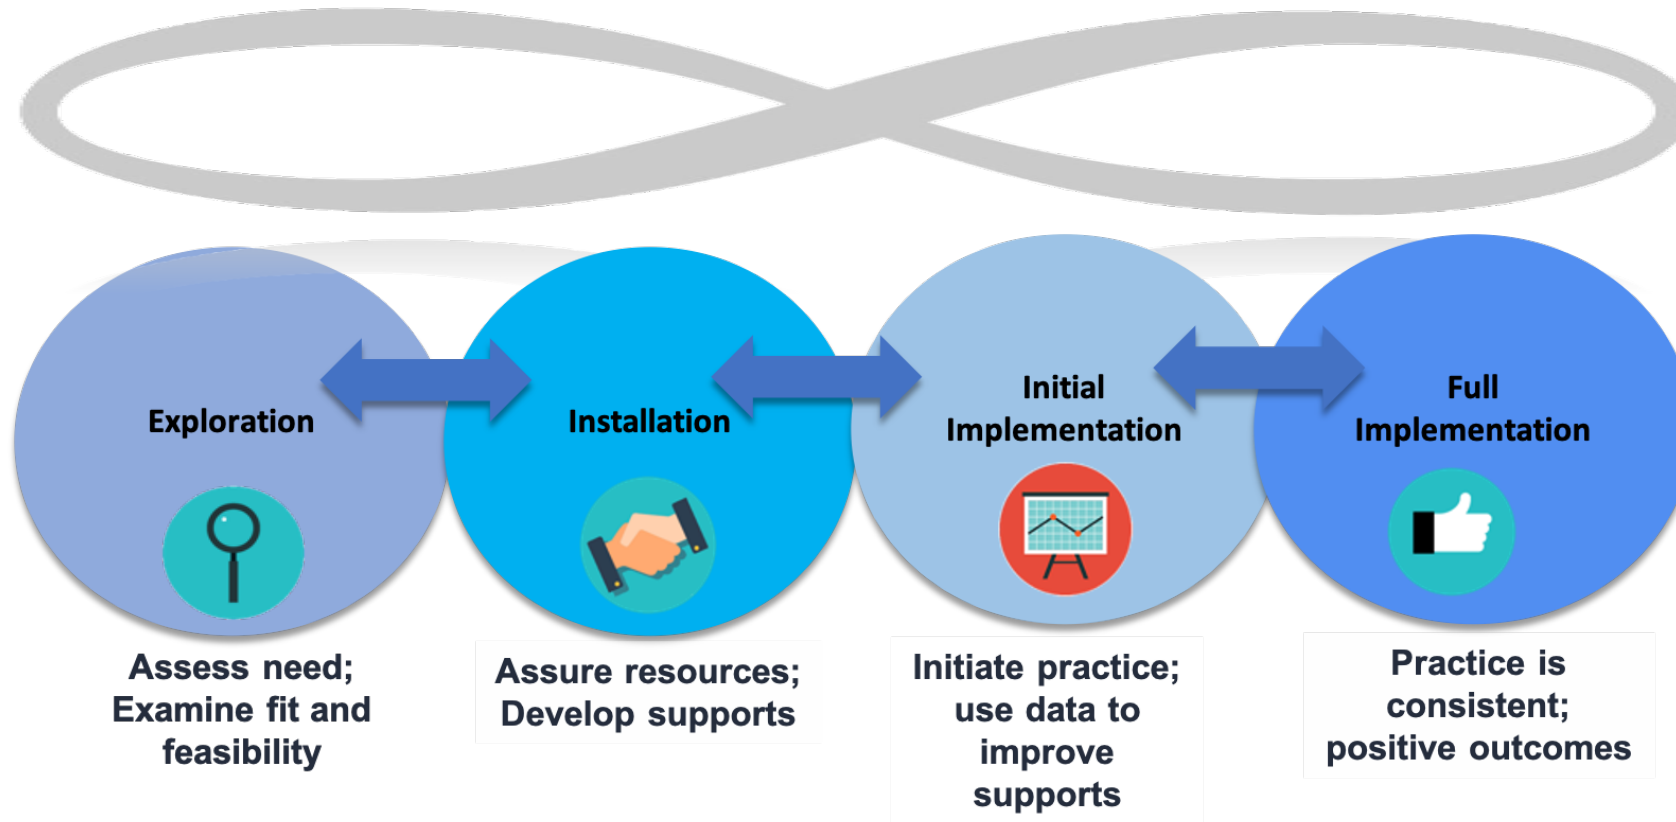 Exploration
Installation
Initial
Implementation
Full
Implementation
Assess need;
Examine fit and
feasibility
Assure resources;
Develop supports
Initiate practice;
use data to
improve
supports
Practice is
consistent;
positive outcomes